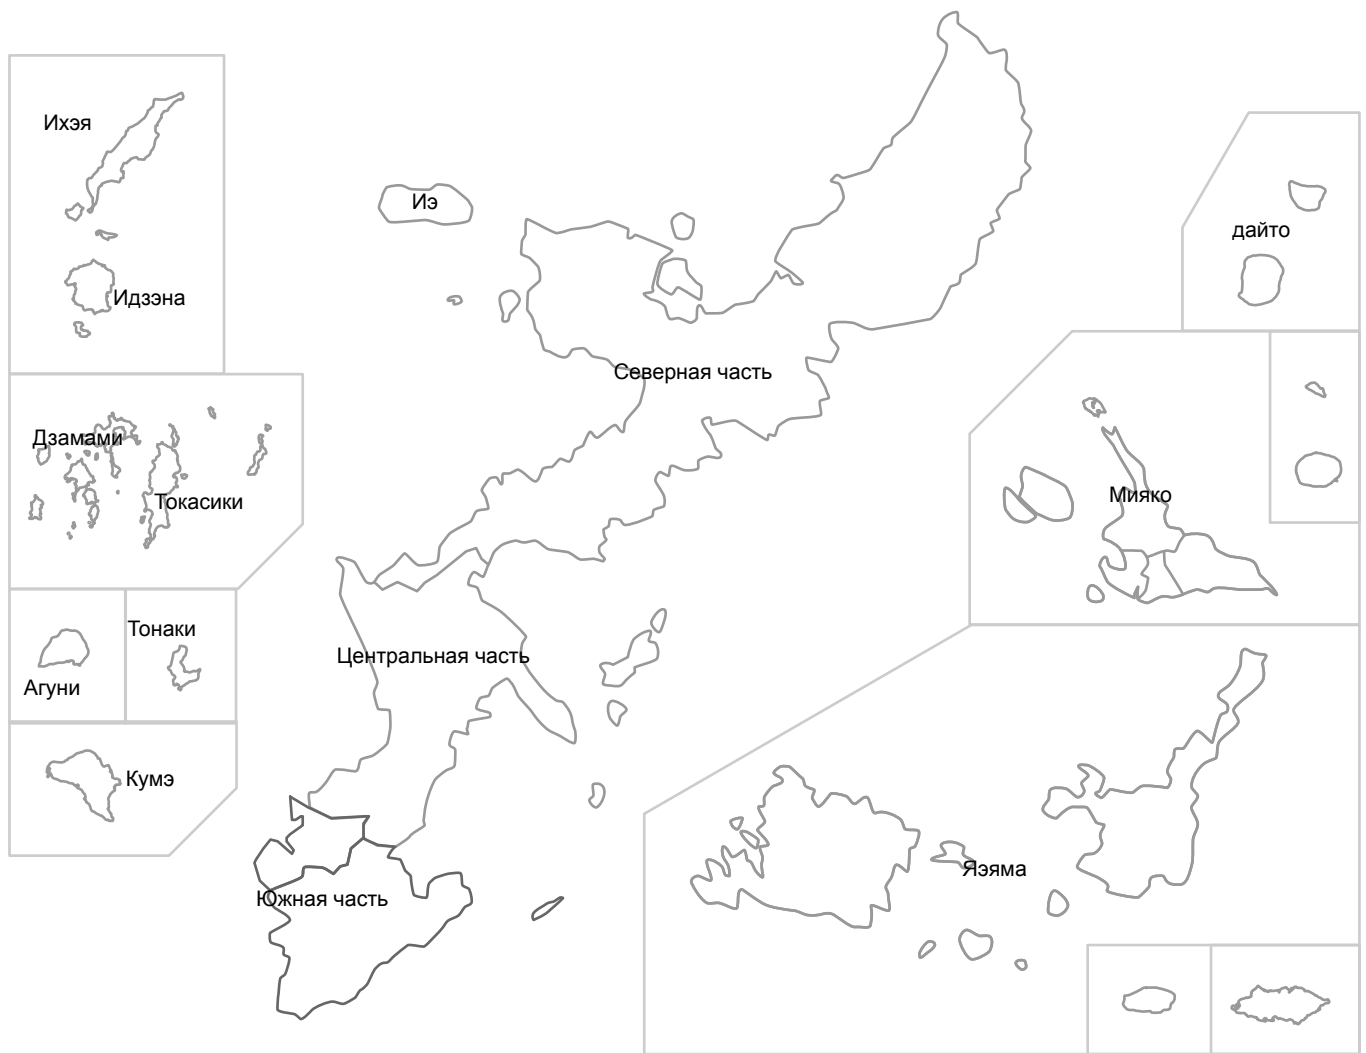 Ихэя
Иэ
дайто
Идзэна
Северная часть
Дзамами
Мияко
Токасики
Тонаки
Центральная часть
Агуни
Кумэ
Яэяма
Южная часть